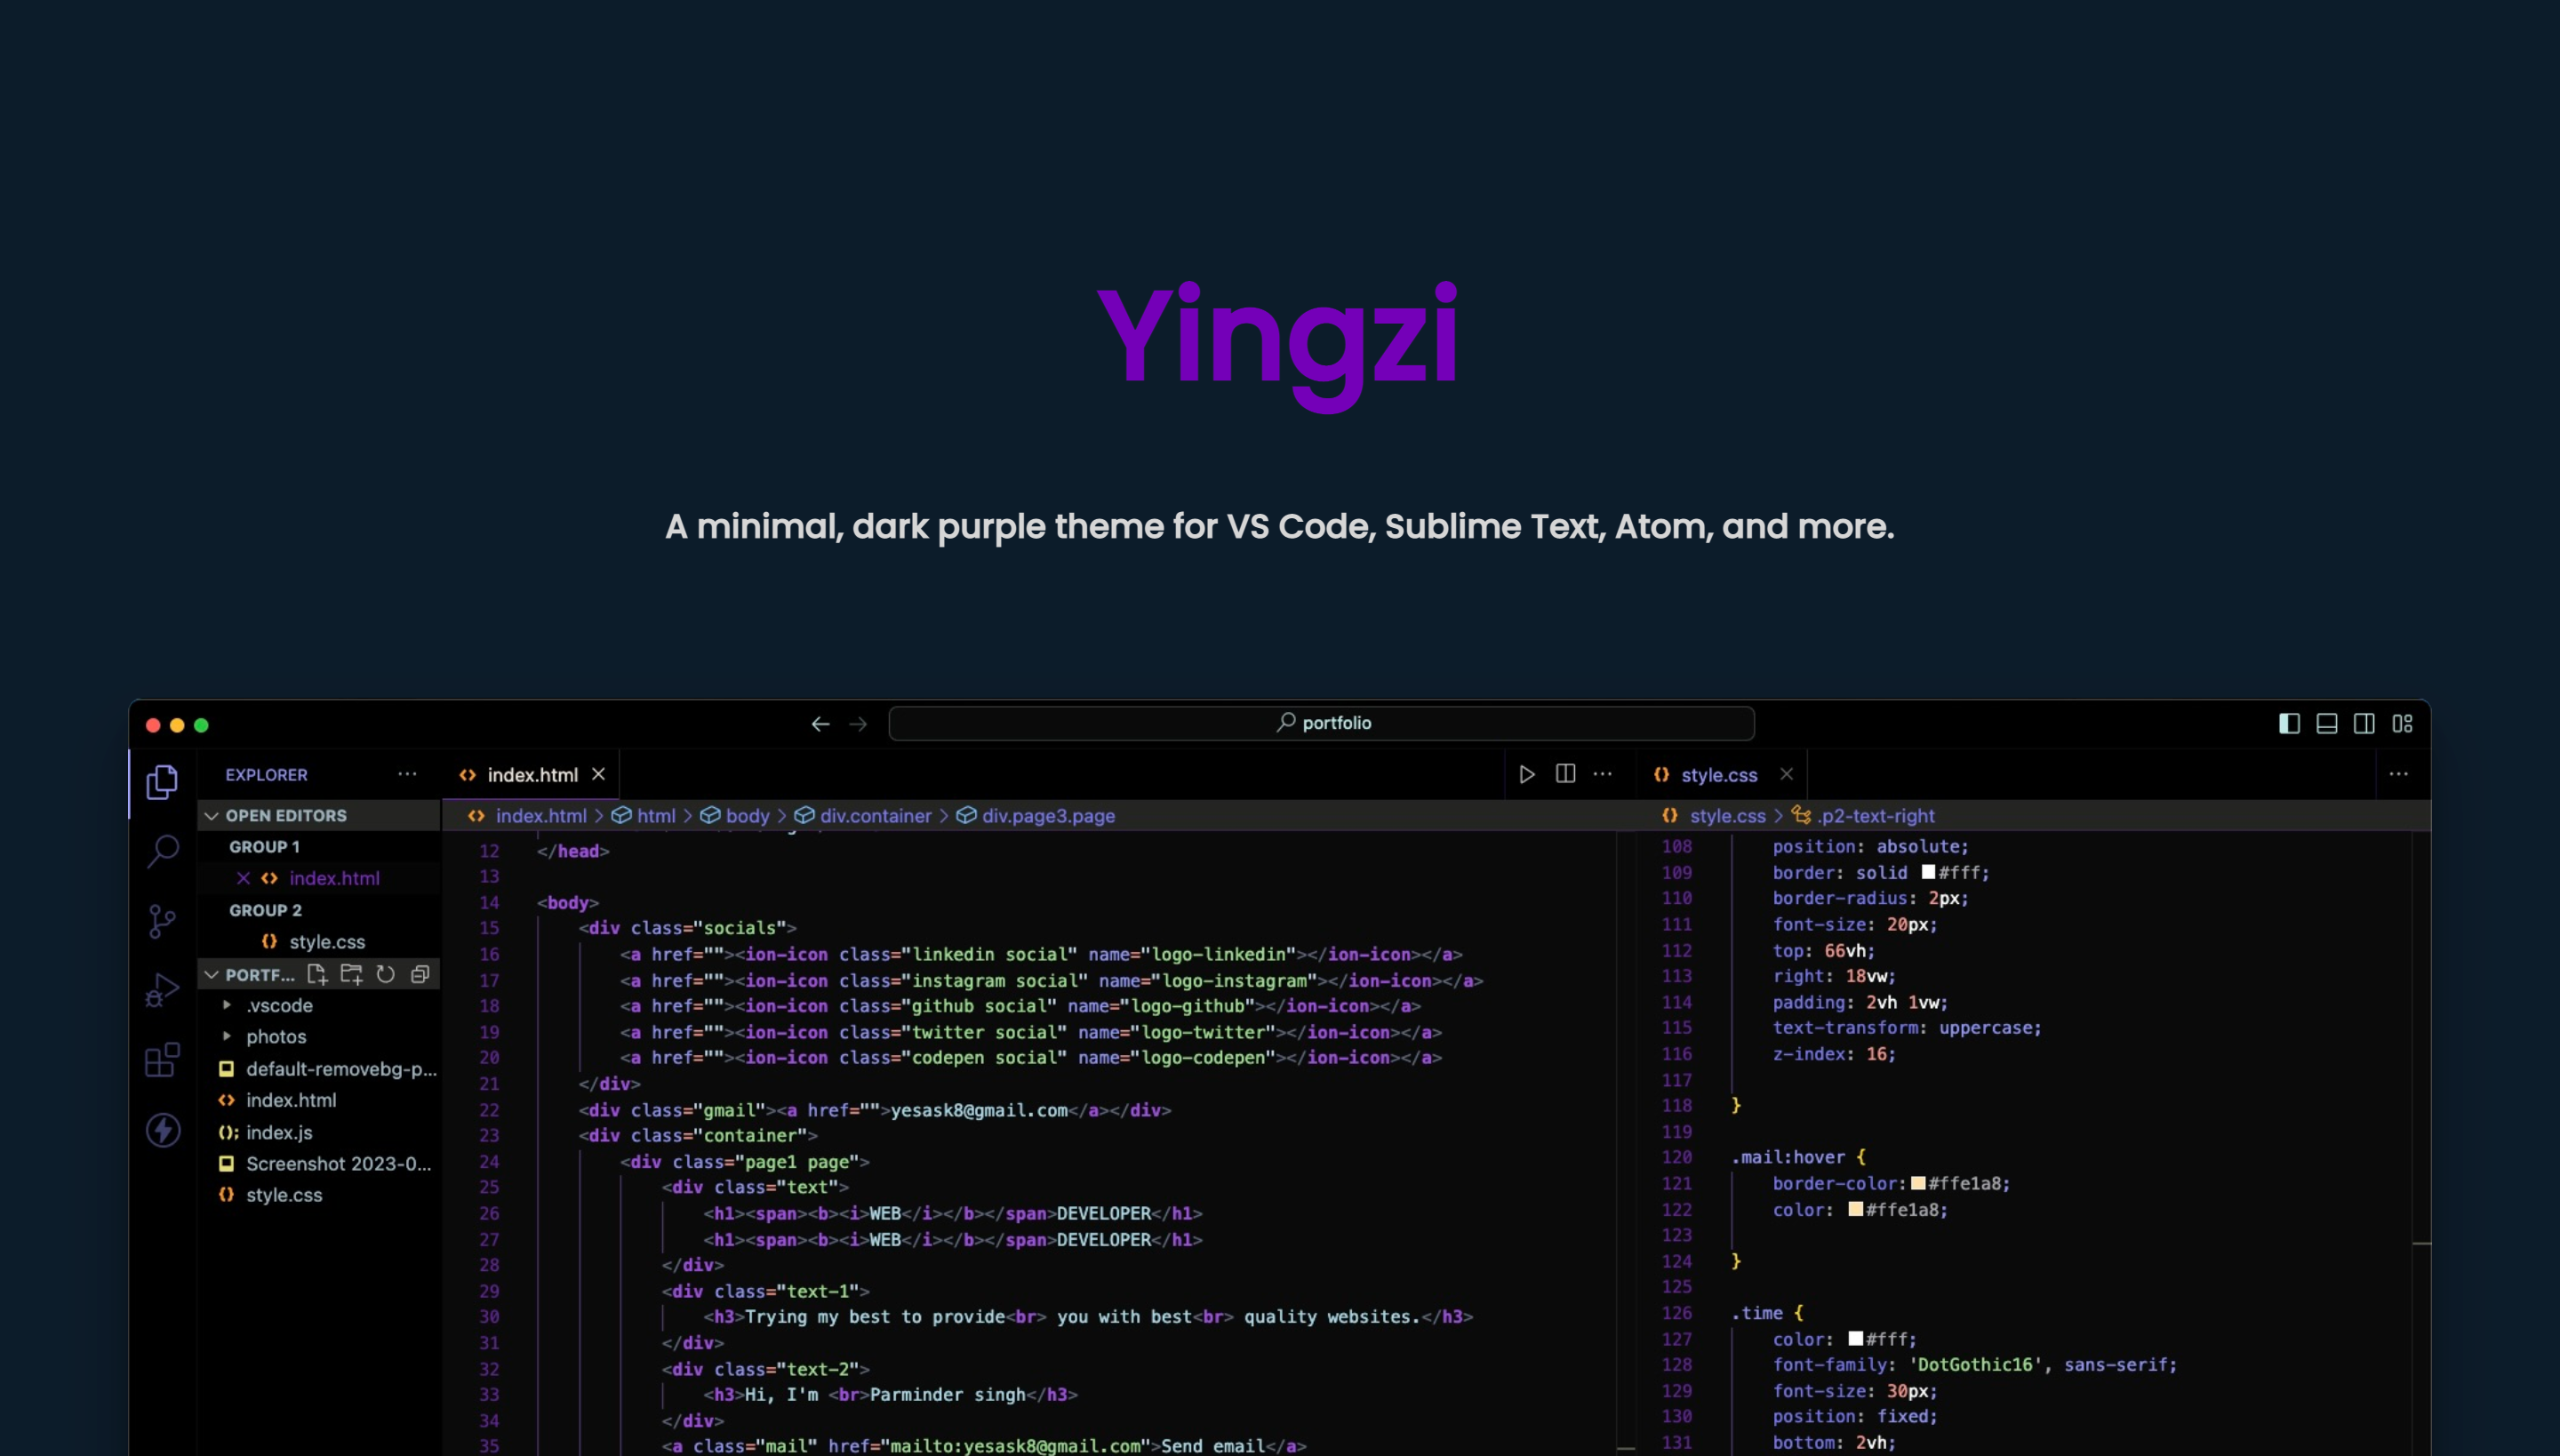 Yingzi
A minimal, dark purple theme for VS Code, Sublime Text, Atom, and more.
portfolio
EXPLORER
OPEN EDITORS
GROUP 1
index.html
GROUP 2
style.css
PORTF...
.vscode
photos
default-removebg-p...
index.html
index.js
Screenshot 2023-0...
style.css
index.html
index.html > html > body > div.container > div.page3.page
12 </head>
13
14 <body>
15 <div class="socials">
16 <a href=""><ion-icon class="linkedin social" name="logo-linkedin"></ion-icon></a>
17 <a href=""><ion-icon class="instagram social" name="logo-instagram"></ion-icon></a>
18 <a href=""><ion-icon class="github social" name="logo-github"></ion-icon></a>
19 <a href=""><ion-icon class="twitter social" name="logo-twitter"></ion-icon></a>
20 <a href=""><ion-icon class="codepen social" name="logo-codepen"></ion-icon></a>
21 </div>
22 <div class="gmail"><a href="">yesask8@gmail.com</a></div>
23 <div class="container">
24 <div class="page1 page">
25 <div class="text">
26 <h1><span><b><i>WEB</i></b></span>DEVELOPER</h1>
27 <h1><span><b><i>WEB</i></b></span>DEVELOPER</h1>
28 </div>
29 <div class="text-1">
30 <h3>Trying my best to provide<br> you with best<br> quality websites.</h3>
31 </div>
32 <div class="text-2">
33 <h3>Hi, I'm <br>Parminder singh</h3>
34 </div>
35 <a class="mail" href="mailto:yesask8@gmail.com">Send email</a>
style.css
style.css > .p2-text-right
108 position: absolute;
109 border: solid #fff;
110 border-radius: 2px;
111 font-size: 20px;
112 top: 66vh;
113 right: 18vw;
114 padding: 2vh 1vw;
115 text-transform: uppercase;
116 z-index: 16;
117
118 }
119
120 .mail:hover {
121 border-color: #ffe1a8;
122 color: #ffe1a8;
123
124 }
125
126 .time {
127 color: #fff;
128 font-family: 'DotGothic16', sans-serif;
129 font-size: 30px;
130 position: fixed;
131 bottom: 2vh;